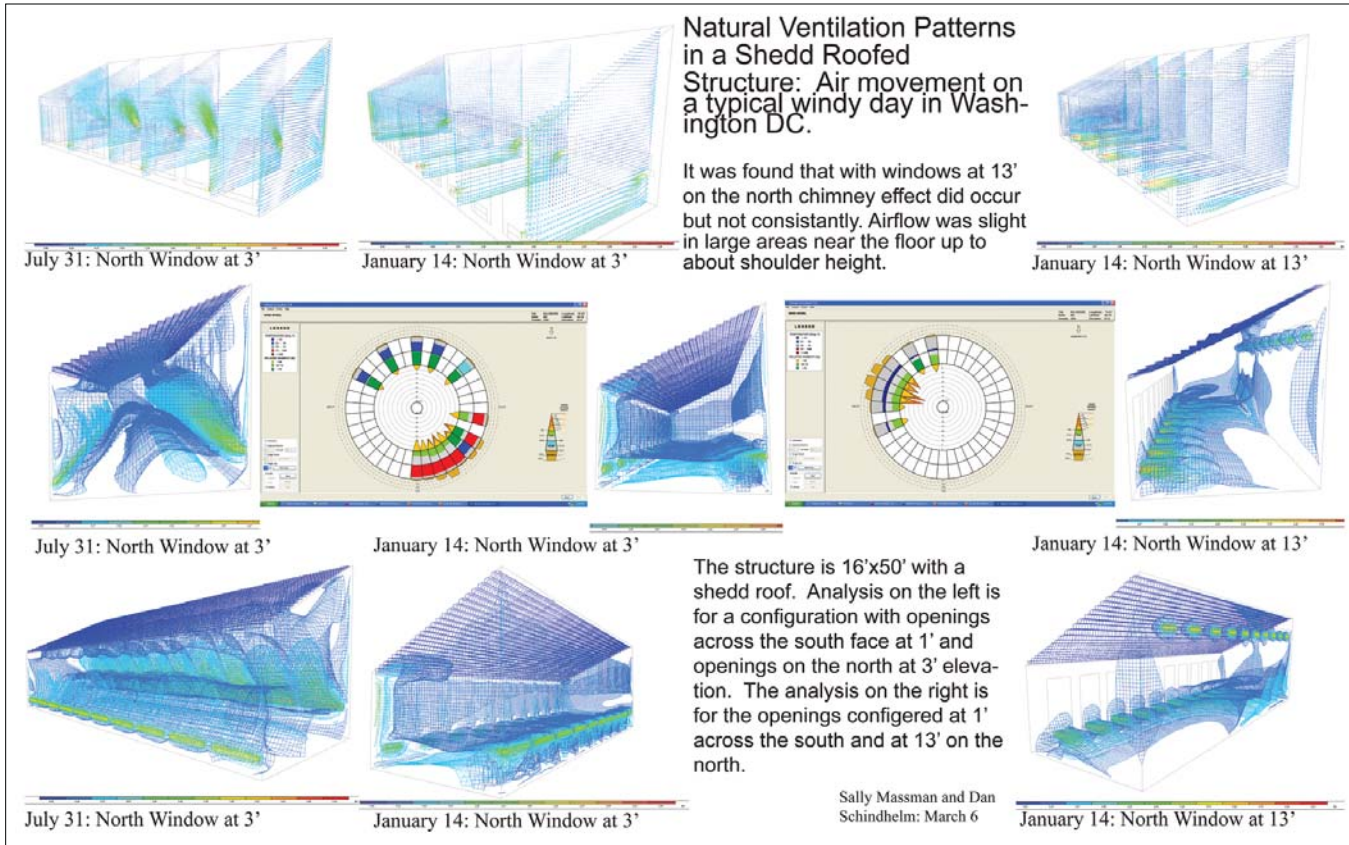 Natural Ventilation Patterns
in a Shedd Roofed
Structure: Air movement on
a typical windy day in Wash-
ington DC.
It was found that with windows at 13’
on the north chimney effect did occur
but not consistantly. Airflow was slight
in large areas near the floor up to
about shoulder height.
July 31: North Window at 3’
January 14: North Window at 3’
January 14: North Window at 13’
July 31: North Window at 3’
January 14: North Window at 3’
January 14: North Window at 13’
The structure is 16’x50’ with a
shedd roof. Analysis on the left is
for a configuration with openings
across the south face at 1’ and
openings on the north at 3’ eleva-
tion. The analysis on the right is
for the openings configered at 1’
across the south and at 13’ on the
north.
Sally Massman and Dan
Schindhelm: March 6
July 31: North Window at 3’
January 14: North Window at 3’
January 14: North Window at 13’